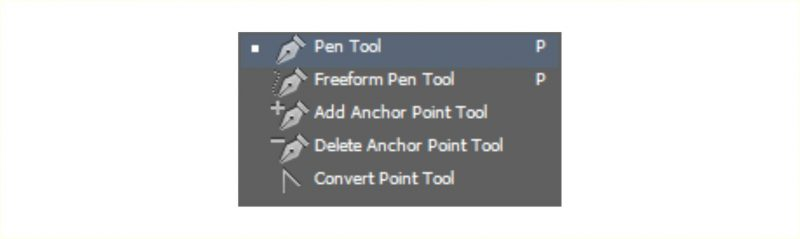 Pen Tool P
Freeform Pen Tool P
Add Anchor Point Tool
Delete Anchor Point Tool
Convert Point Tool